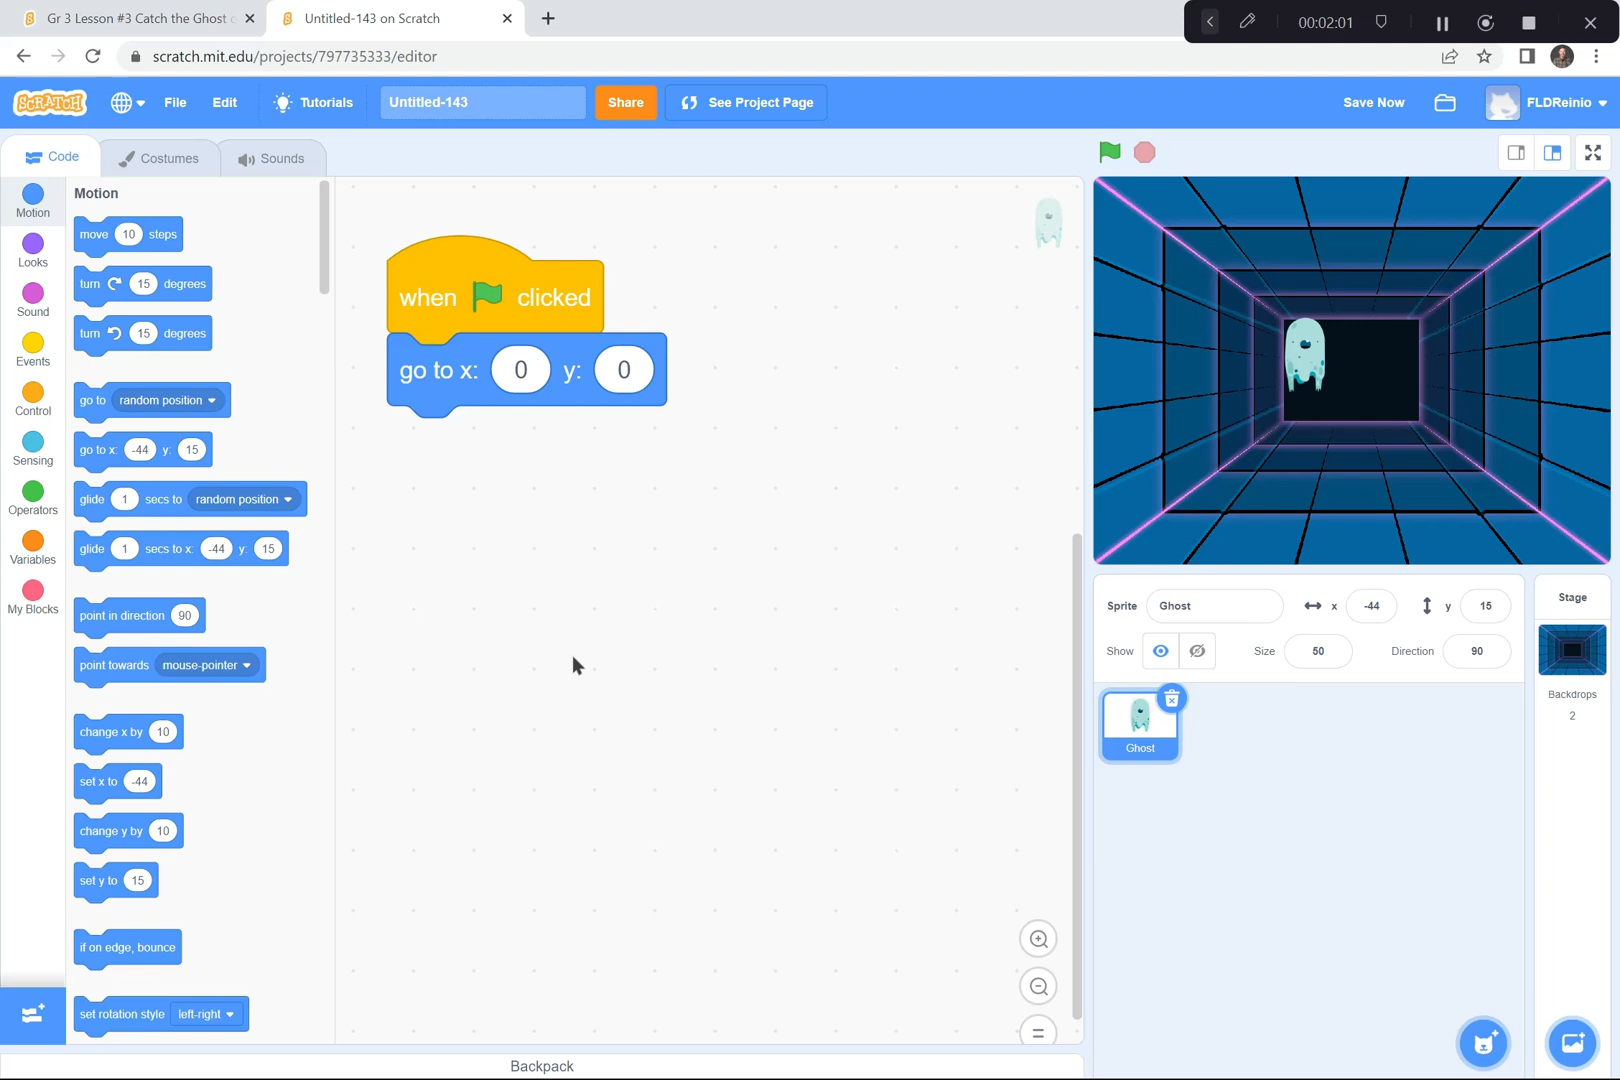 Gr 3 Lesson #3 Catch the Ghost
Untitled-143 on Scratch
00:02:01
scratch.mit.edu/projects/797735333/editor
SCRATCH
File
Edit
Tutorials
Untitled-143
Share
See Project Page
Save Now
FLDReinio
Code
Costumes
Sounds
Motion
Looks
Sound
Events
Control
Sensing
Operators
Variables
My Blocks
Motion
move 10 steps
turn 15 degrees
turn 15 degrees
go to random position
go to x: -44 y: 15
glide 1 secs to random position
glide 1 secs to x: -44 y: 15
point in direction 90
point towards mouse-pointer
change x by 10
set x to -44
change y by 10
set y to 15
if on edge, bounce
set rotation style left-right
when clicked
go to x: 0 y: 0
Backpack
Sprite Ghost x -44 y 15
Show Size 50 Direction 90
Ghost
Stage
Backdrops
2